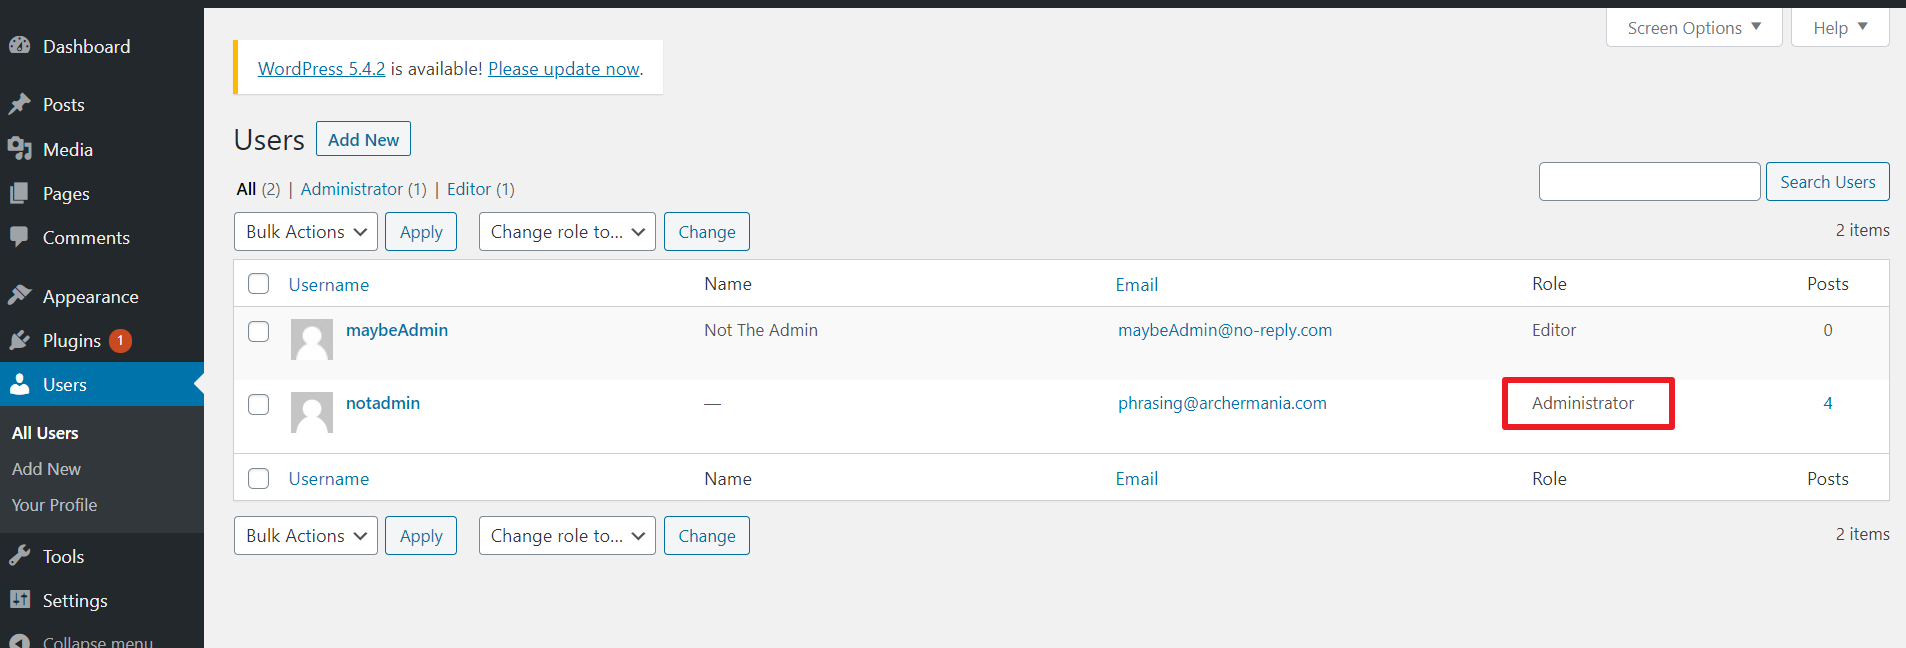 Screen Options
Help
Dashboard
WordPress 5.4.2 is available! Please update now.
Posts
Users Add New
Media
All (2) | Administrator (1) | Editor (1)
Search Users
Pages
Bulk Actions Apply Change role to... Change
2 items
Comments
Username Name Email Role Posts
Appearance
maybeAdmin Not The Admin maybeAdmin@no-reply.com Editor 0
Plugins 1
Users
notadmin — phrasing@archermania.com Administrator 4
All Users
Add New
Username Name Email Role Posts
Your Profile
Bulk Actions Apply Change role to... Change
2 items
Tools
Settings
Collapse menu